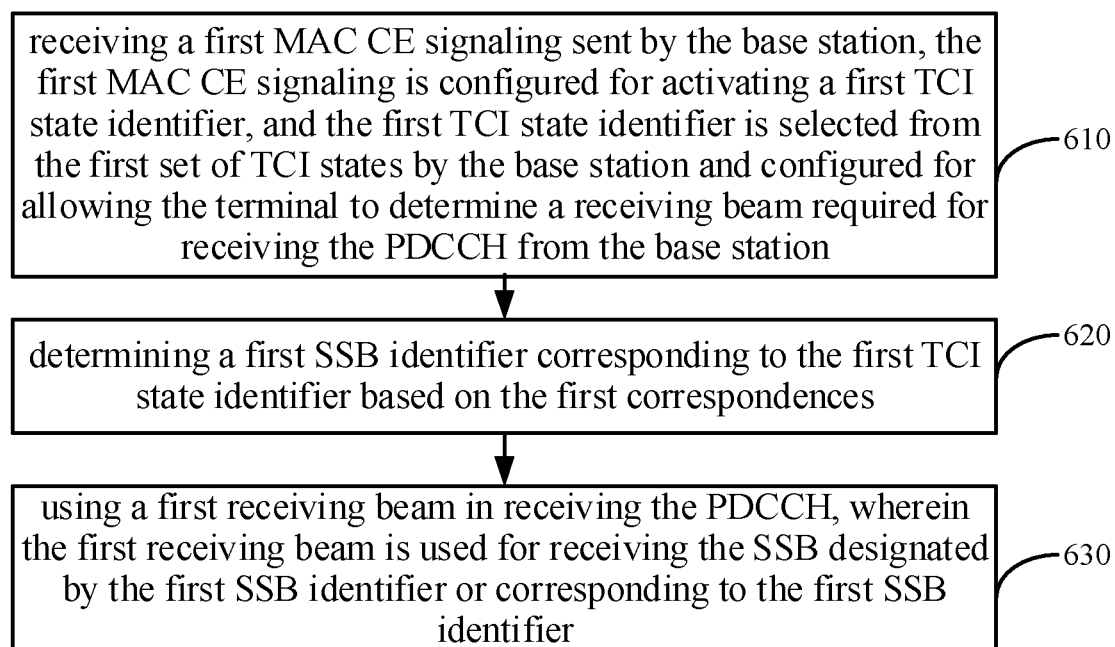 receiving a first MAC CE signaling sent by the base station, the
first MAC CE signaling is configured for activating a first TCI
state identifier, and the first TCI state identifier is selected from
the first set of TCI states by the base station and configured for
allowing the terminal to determine a receiving beam required for
receiving the PDCCH from the base station
610
determining a first SSB identifier corresponding to the first TCI
state identifier based on the first correspondences
620
using a first receiving beam in receiving the PDCCH, wherein
the first receiving beam is used for receiving the SSB designated
by the first SSB identifier or corresponding to the first SSB
identifier
630